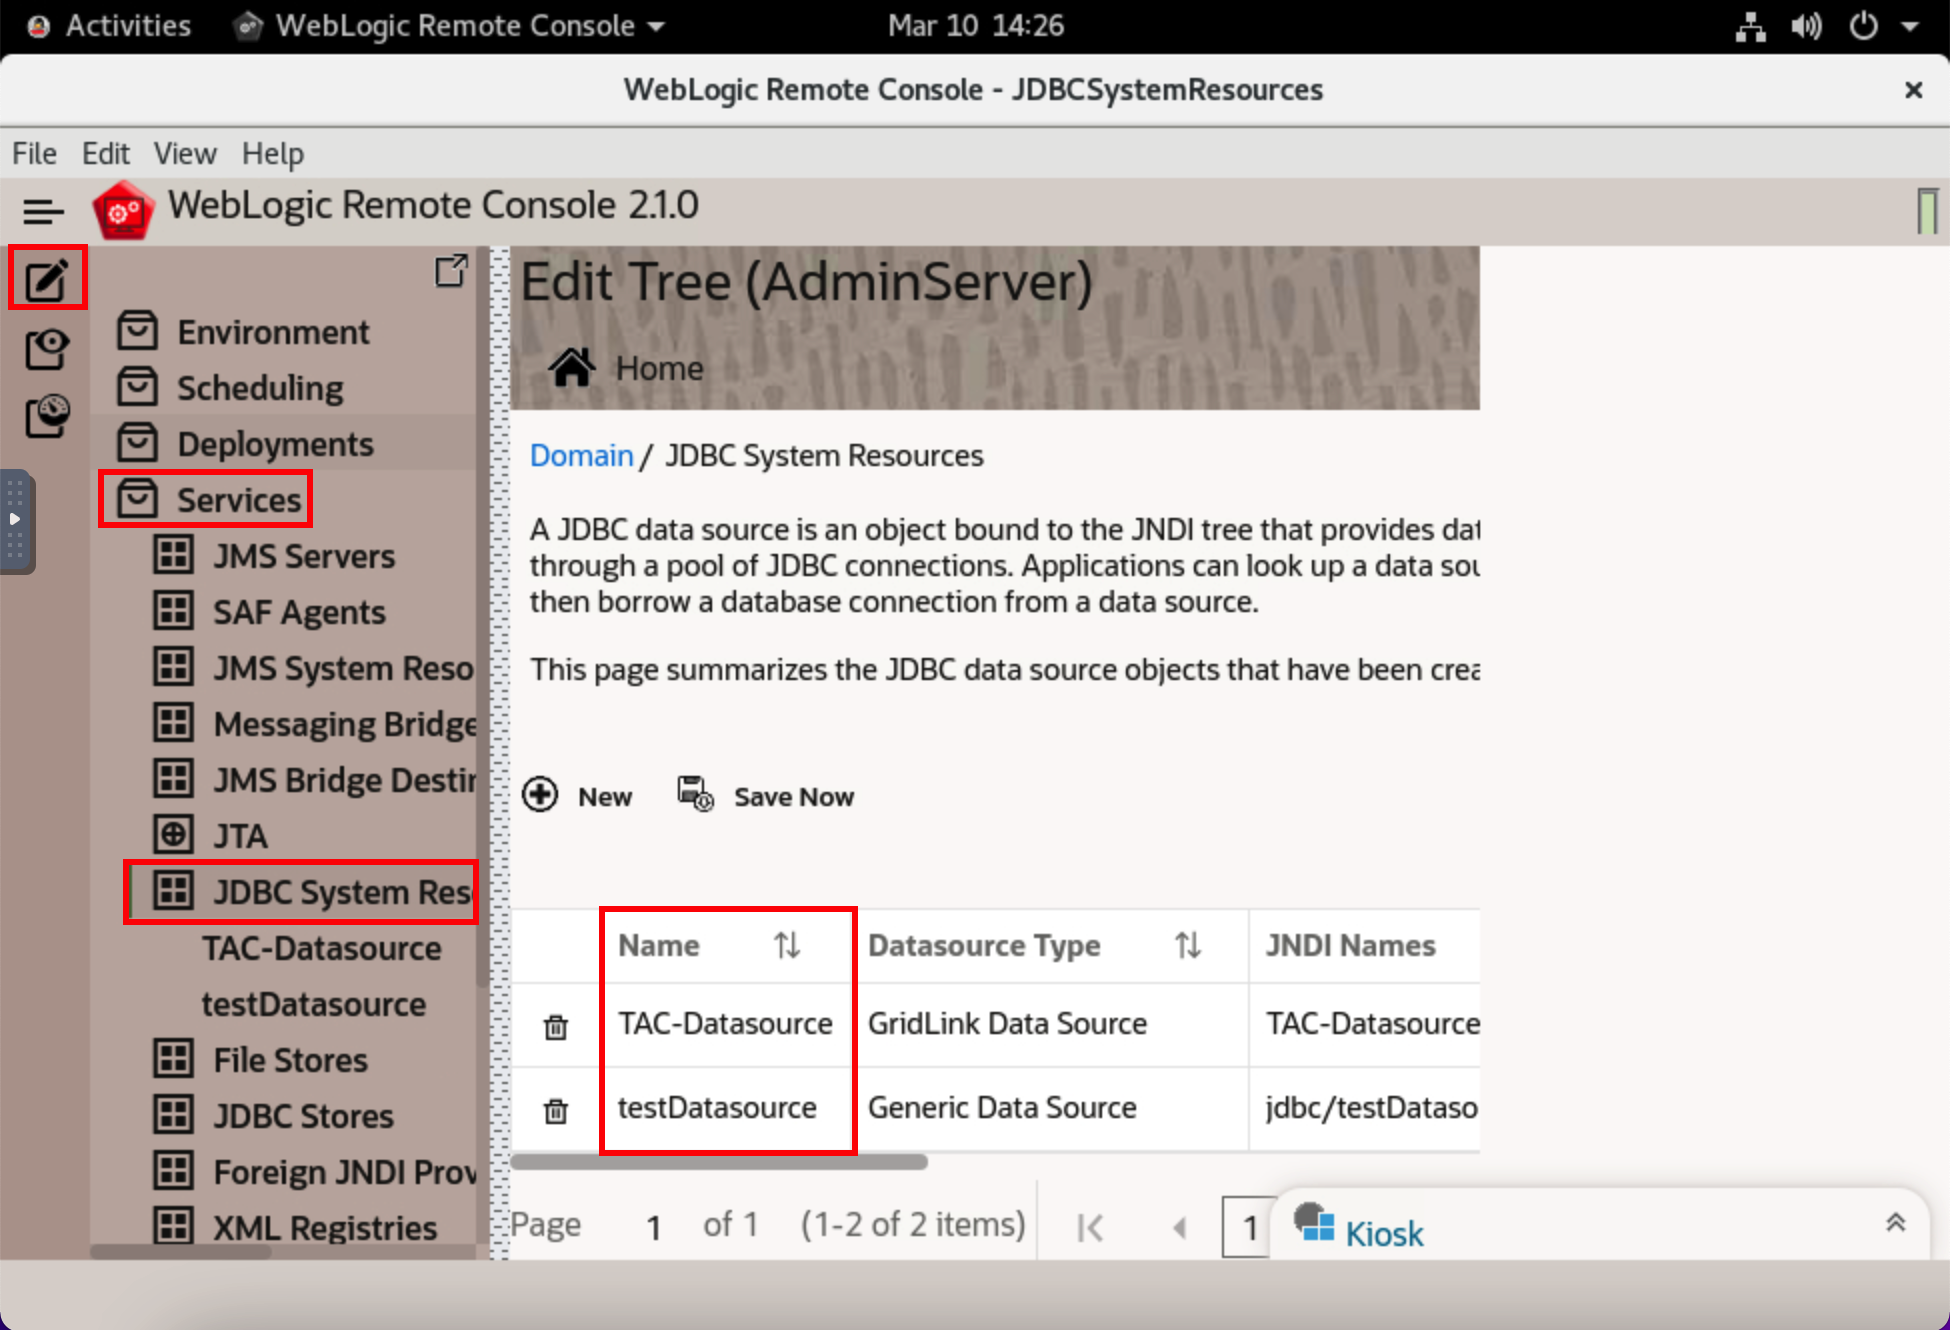 Activities
WebLogic Remote Console
Mar 10 14:26
WebLogic Remote Console - JDBCSystemResources
File Edit View Help
WebLogic Remote Console 2.1.0
Environment
Scheduling
Deployments
Services
JMS Servers
SAF Agents
JMS System Reso
Messaging Bridge
JMS Bridge Destin
JTA
JDBC System Res
TAC-Datasource
testDatasource
File Stores
JDBC Stores
Foreign JNDI Prov
XML Registries
Edit Tree (AdminServer)
Home
Domain / JDBC System Resources
A JDBC data source is an object bound to the JNDI tree that provides dat
through a pool of JDBC connections. Applications can look up a data sou
then borrow a database connection from a data source.
This page summarizes the JDBC data source objects that have been crea
New Save Now
Name Datasource Type JNDI Names
TAC-Datasource GridLink Data Source TAC-Datasource
testDatasource Generic Data Source jdbc/testDataso
Page 1 of 1 (1-2 of 2 items) 1
Kiosk